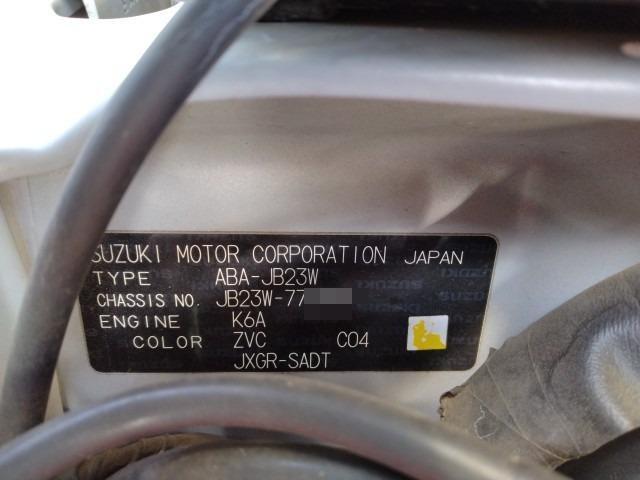 SUZUKI MOTOR CORPORATION JAPAN
TYPE ABA-JB23W
CHASSIS NO. JB23W-77
ENGINE K6A
COLOR ZVC C04
JXGR-SADT